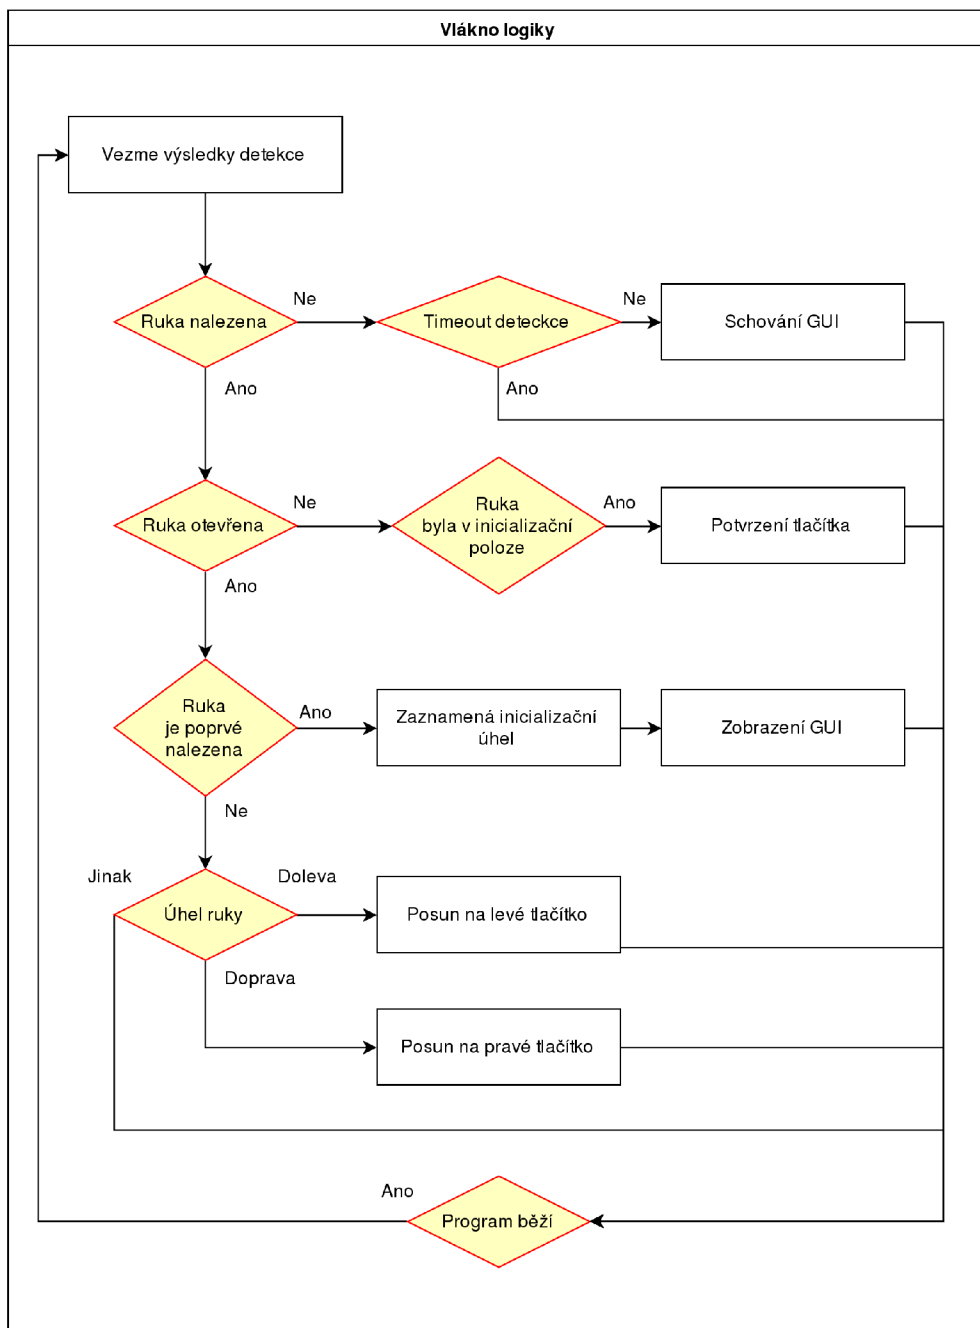 Vlákno logiky
Vezme výsledky detekce
Ruka nalezena
Ne
Timeout deteckce
Ne
Schování GUI
Ano
Ano
Ruka otevřena
Ne
Ruka
byla v inicializační
poloze
Ano
Potvrzení tlačítka
Ano
Ruka
je poprvé
nalezena
Ano
Zaznamená inicializační
úhel
Zobrazení GUI
Ne
Jinak
Úhel ruky
Doleva
Posun na levé tlačítko
Doprava
Posun na pravé tlačítko
Ano
Program běží